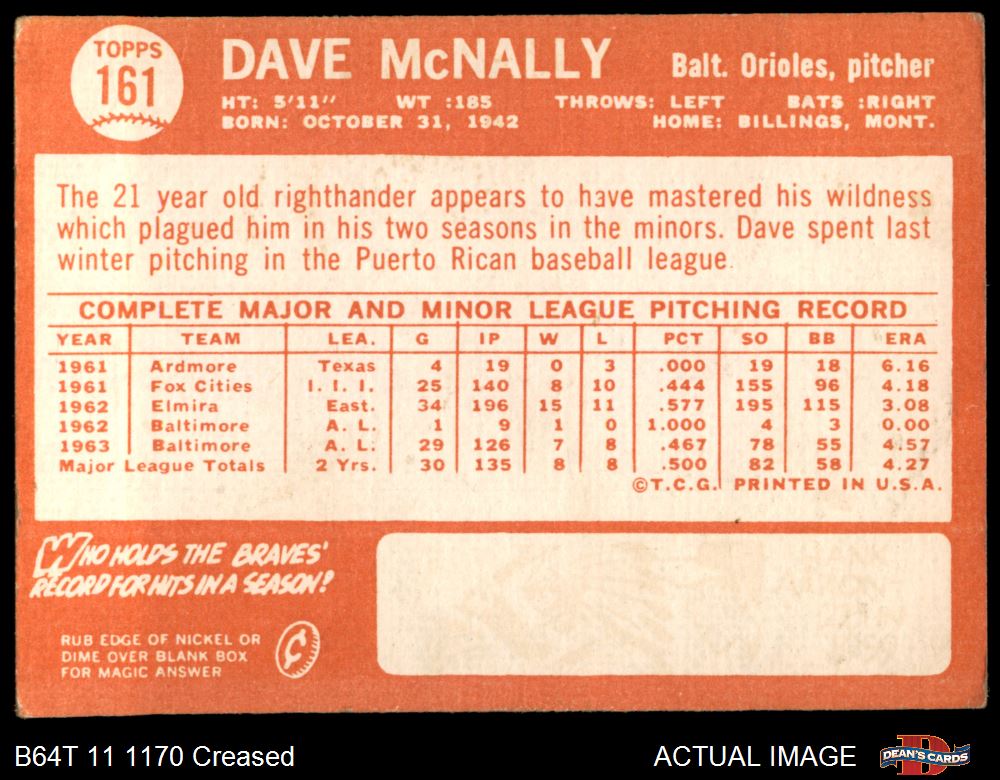 TOPPS
161
DAVE McNALLY
Balt. Orioles, pitcher
HT: 5'11" WT :185 THROWS: LEFT BATS :RIGHT
BORN: OCTOBER 31, 1942 HOME: BILLINGS, MONT.
The 21 year old righthander appears to have mastered his wildness
which plagued him in his two seasons in the minors. Dave spent last
winter pitching in the Puerto Rican baseball league.
COMPLETE MAJOR AND MINOR LEAGUE PITCHING RECORD
YEAR TEAM LEA. G IP W L PCT SO BB ERA
1961 Ardmore Texas 4 19 0 3 .000 19 18 6.16
1961 Fox Cities I. I. I. 25 140 8 10 .444 155 96 4.18
1962 Elmira East. 34 196 15 11 .577 195 115 3.08
1962 Baltimore A. L. 1 9 1 0 1.000 4 3 0.00
1963 Baltimore A. L. 29 126 7 8 .467 78 55 4.57
Major League Totals 2 Yrs. 30 135 8 8 .500 82 58 4.27
©T.C.G. PRINTED IN U.S.A.
WHO HOLDS THE BRAVES'
RECORD FOR HITS IN A SEASON?
RUB EDGE OF NICKEL OR
DIME OVER BLANK BOX
FOR MAGIC ANSWER
¢
B64T 11 1170 Creased
ACTUAL IMAGE
D
DEAN'S CARDS